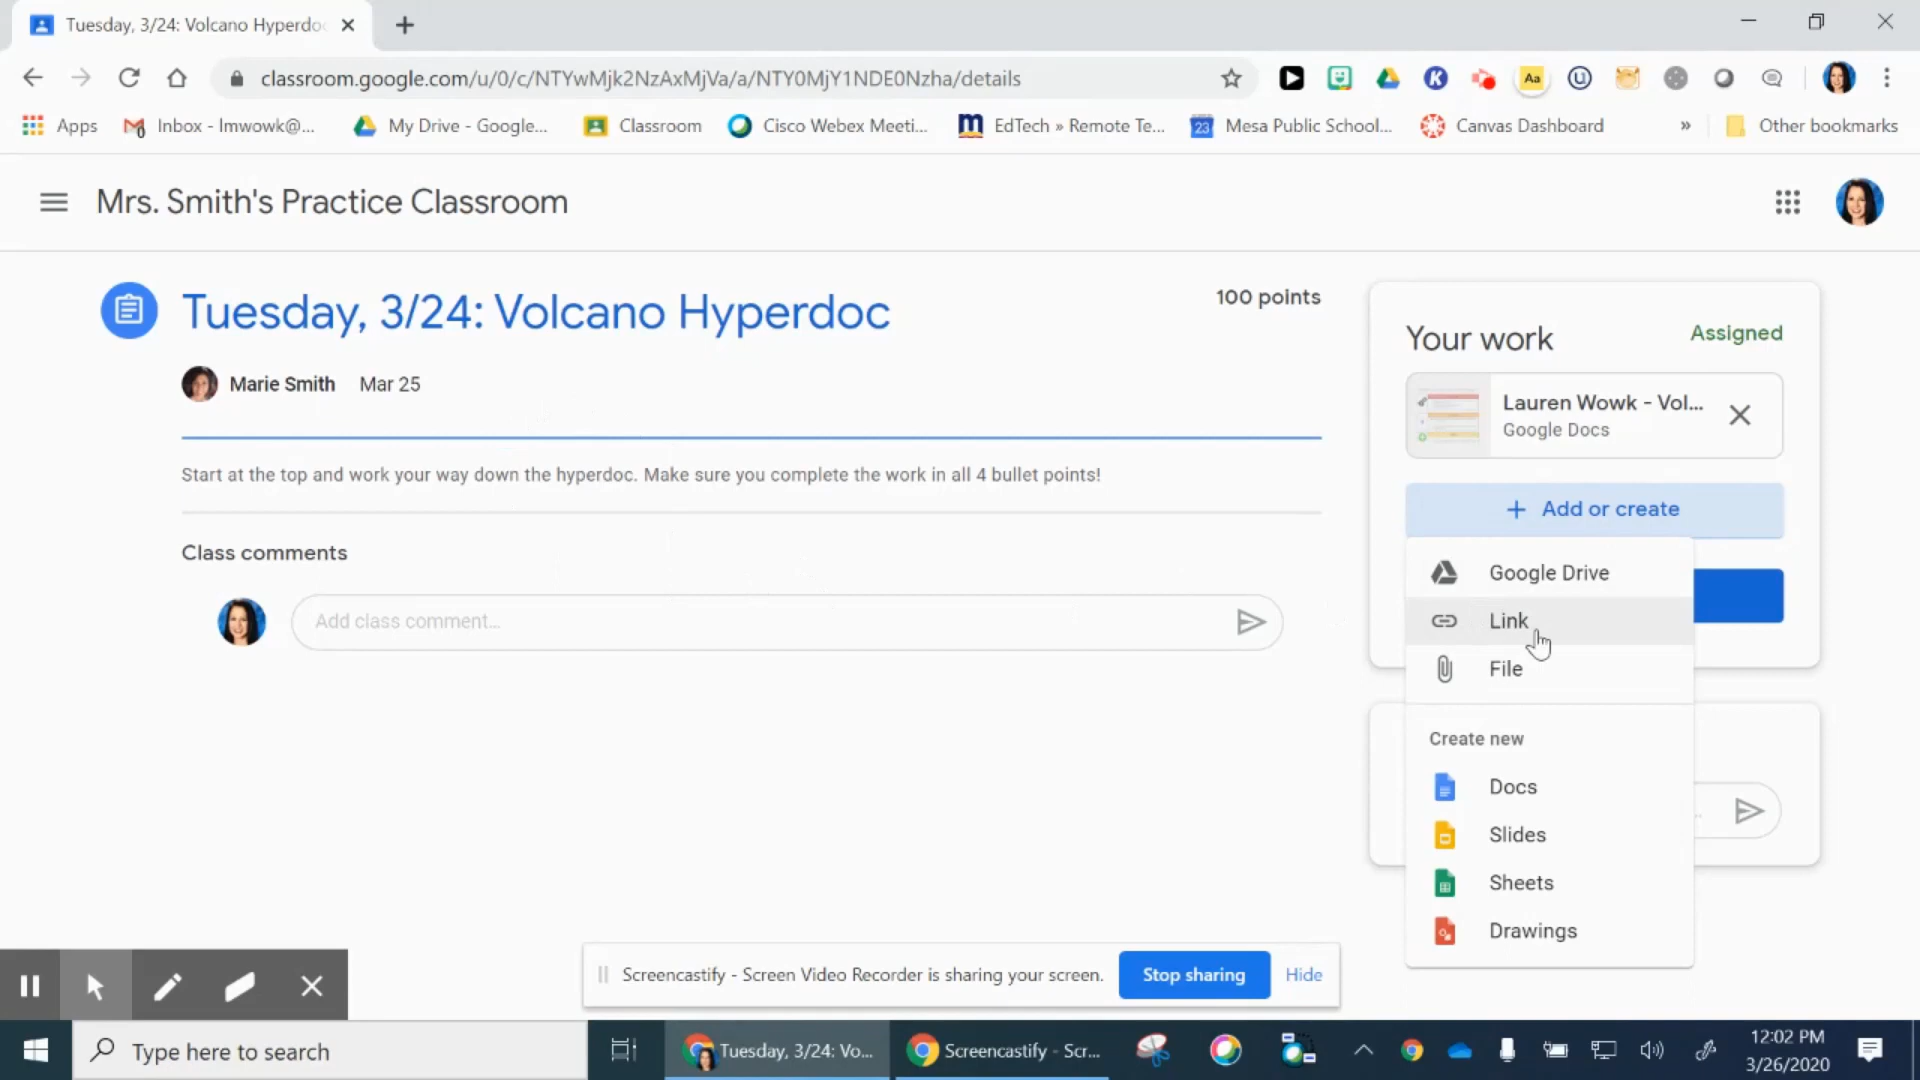 Tuesday, 3/24: Volcano Hyperdoc
classroom.google.com/u/0/c/NTYwMjk2NzAxMjVa/a/NTY0MjY1NDE0Nzha/details
Aa
Apps
Inbox - lmwowk@...
My Drive - Google...
Classroom
Cisco Webex Meeti...
EdTech » Remote Te...
23
Mesa Public School...
Canvas Dashboard
»
Other bookmarks
Mrs. Smith's Practice Classroom
Tuesday, 3/24: Volcano Hyperdoc
100 points
Marie Smith
Mar 25
Start at the top and work your way down the hyperdoc. Make sure you complete the work in all 4 bullet points!
Class comments
Add class comment...
Your work
Assigned
Lauren Wowk - Vol...
Google Docs
+ Add or create
Google Drive
Link
File
Create new
Docs
Slides
Sheets
Drawings
Screencastify - Screen Video Recorder is sharing your screen.
Stop sharing
Hide
Type here to search
Tuesday, 3/24: Vo...
Screencastify - Scr...
12:02 PM
3/26/2020